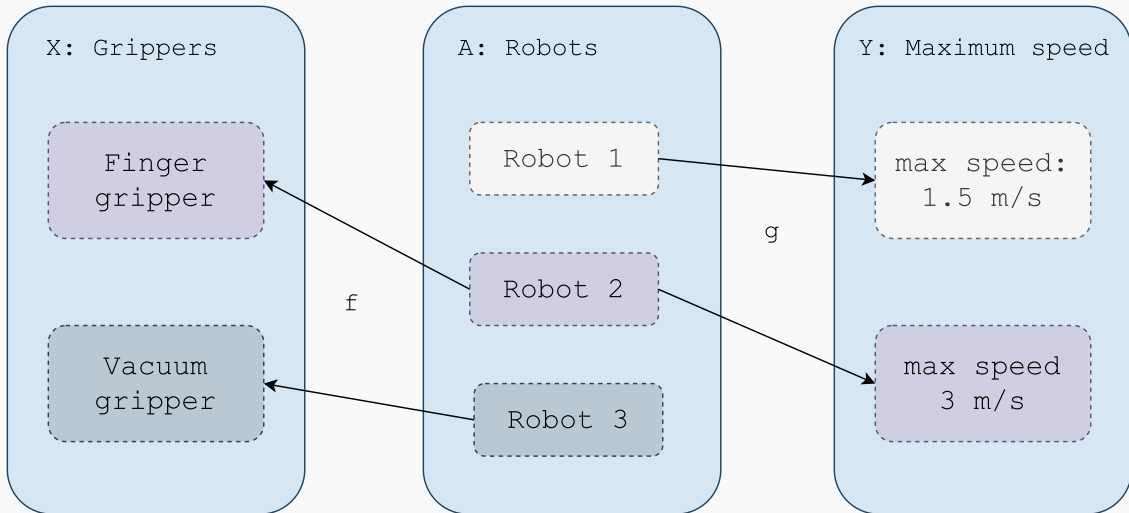 X: Grippers
Finger
gripper
Vacuum
gripper
f
A: Robots
Robot 1
Robot 2
Robot 3
g
Y: Maximum speed
max speed:
1.5 m/s
max speed
3 m/s